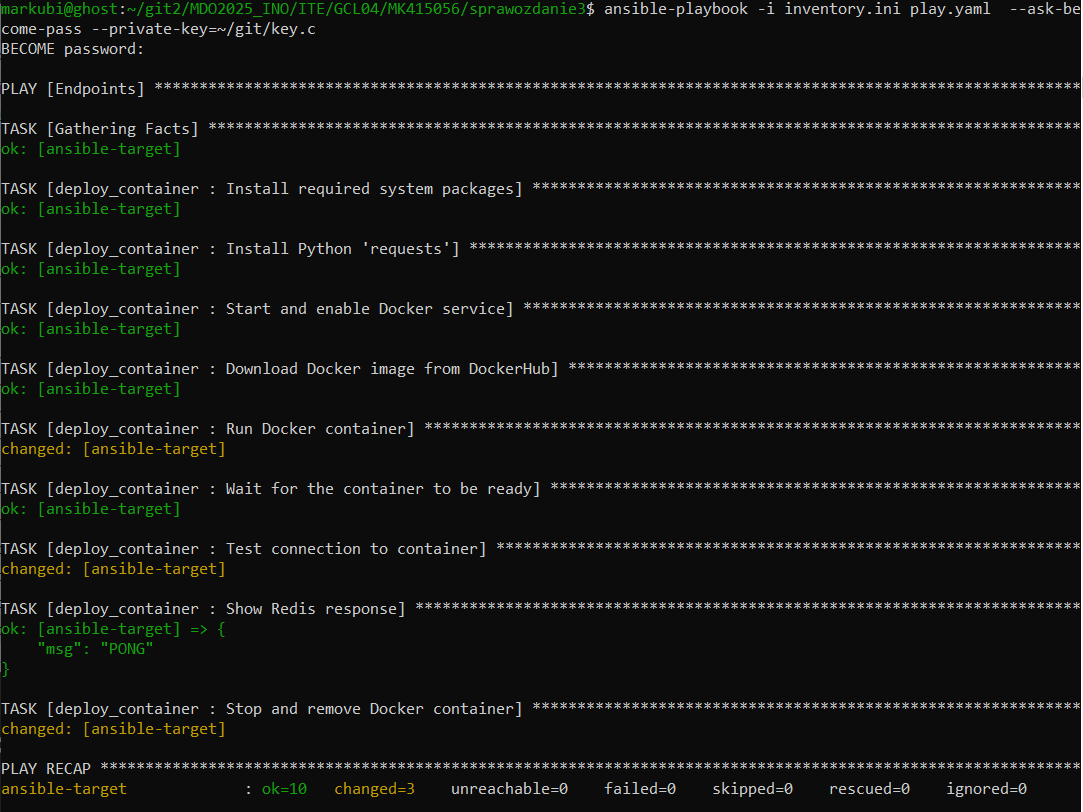 markubi@ghost:~/git2/MDO2025_INO/ITE/GCL04/MK415056/sprawozdanie3$ ansible-playbook -i inventory.ini play.yaml  --ask-be
come-pass --private-key=~/git/key.c
BECOME password:
PLAY [Endpoints] *******************************************************************************************************
TASK [Gathering Facts] *************************************************************************************************
ok: [ansible-target]
TASK [deploy_container : Install required system packages] *************************************************************
ok: [ansible-target]
TASK [deploy_container : Install Python 'requests'] ********************************************************************
ok: [ansible-target]
TASK [deploy_container : Start and enable Docker service] **************************************************************
ok: [ansible-target]
TASK [deploy_container : Download Docker image from DockerHub] *********************************************************
ok: [ansible-target]
TASK [deploy_container : Run Docker container] *************************************************************************
changed: [ansible-target]
TASK [deploy_container : Wait for the container to be ready] ***********************************************************
ok: [ansible-target]
TASK [deploy_container : Test connection to container] *****************************************************************
changed: [ansible-target]
TASK [deploy_container : Show Redis response] **************************************************************************
ok: [ansible-target] => {
    "msg": "PONG"
}
TASK [deploy_container : Stop and remove Docker container] *************************************************************
changed: [ansible-target]
PLAY RECAP *************************************************************************************************************
ansible-target             : ok=10   changed=3    unreachable=0    failed=0    skipped=0    rescued=0    ignored=0